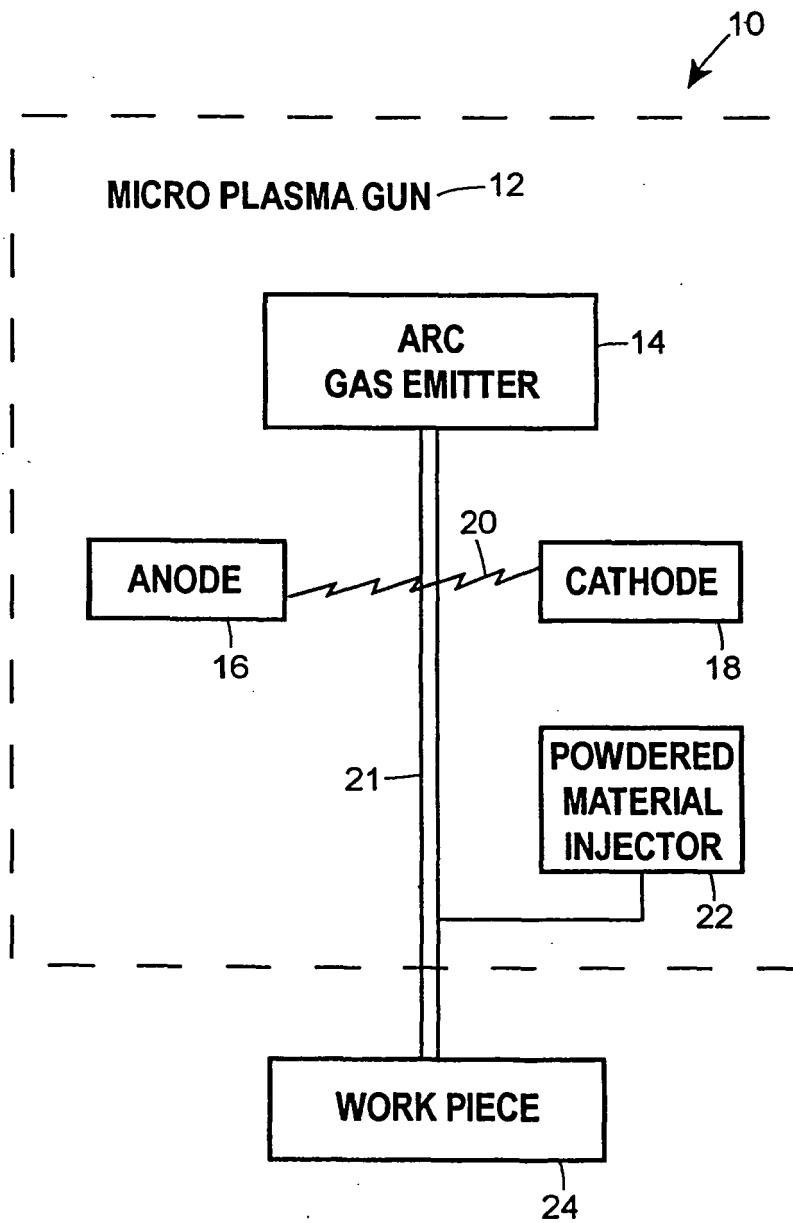 10
MICRO PLASMA GUN 12
ARC
GAS EMITTER
14
20
ANODE
CATHODE
16
18
21
POWDERED
MATERIAL
INJECTOR
22
WORK PIECE
24